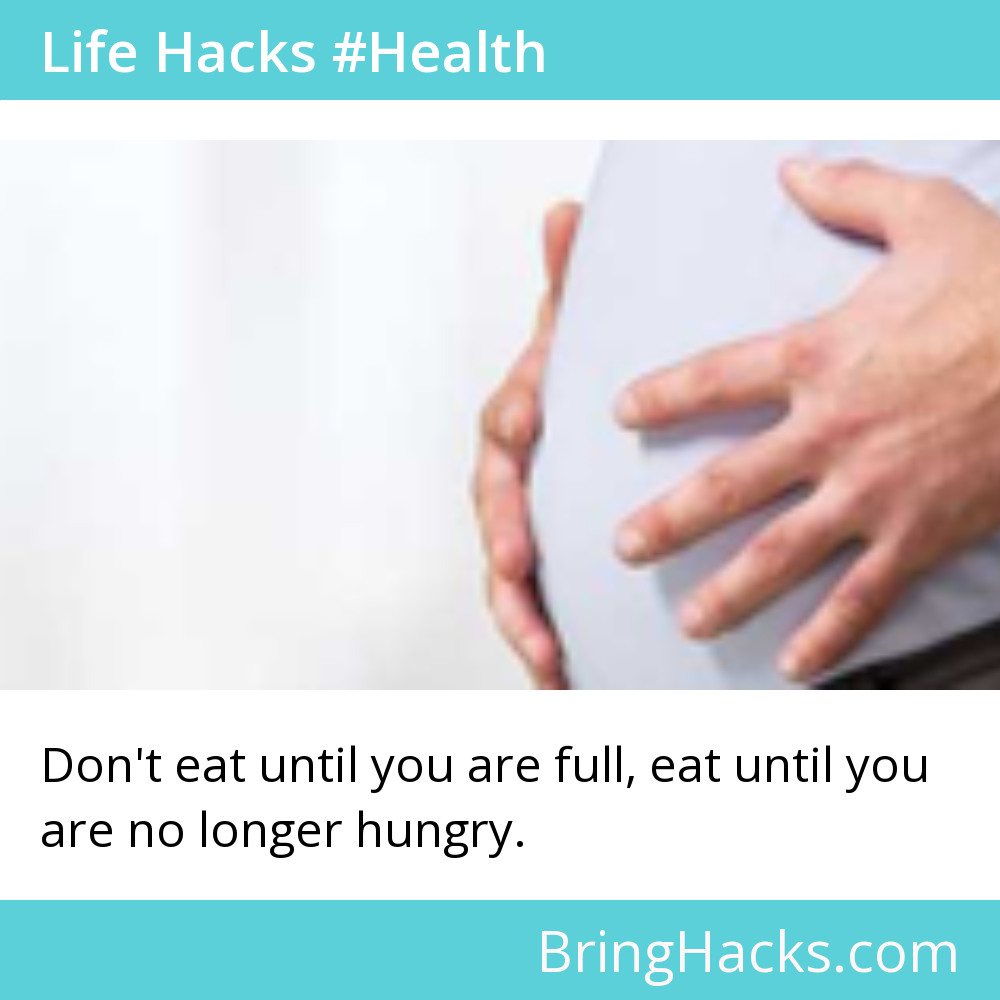 Life Hacks #Health
Don't eat until you are full, eat until you
are no longer hungry.
BringHacks.com